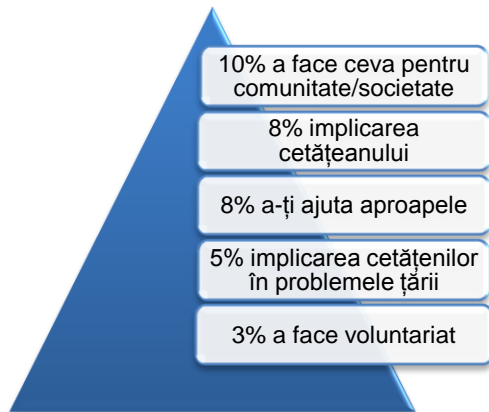 10% a face ceva pentru
comunitate/societate
8% implicarea
cetățeanului
8% a-ți ajuta aproapele
5% implicarea cetățenilor
în problemele țării
3% a face voluntariat